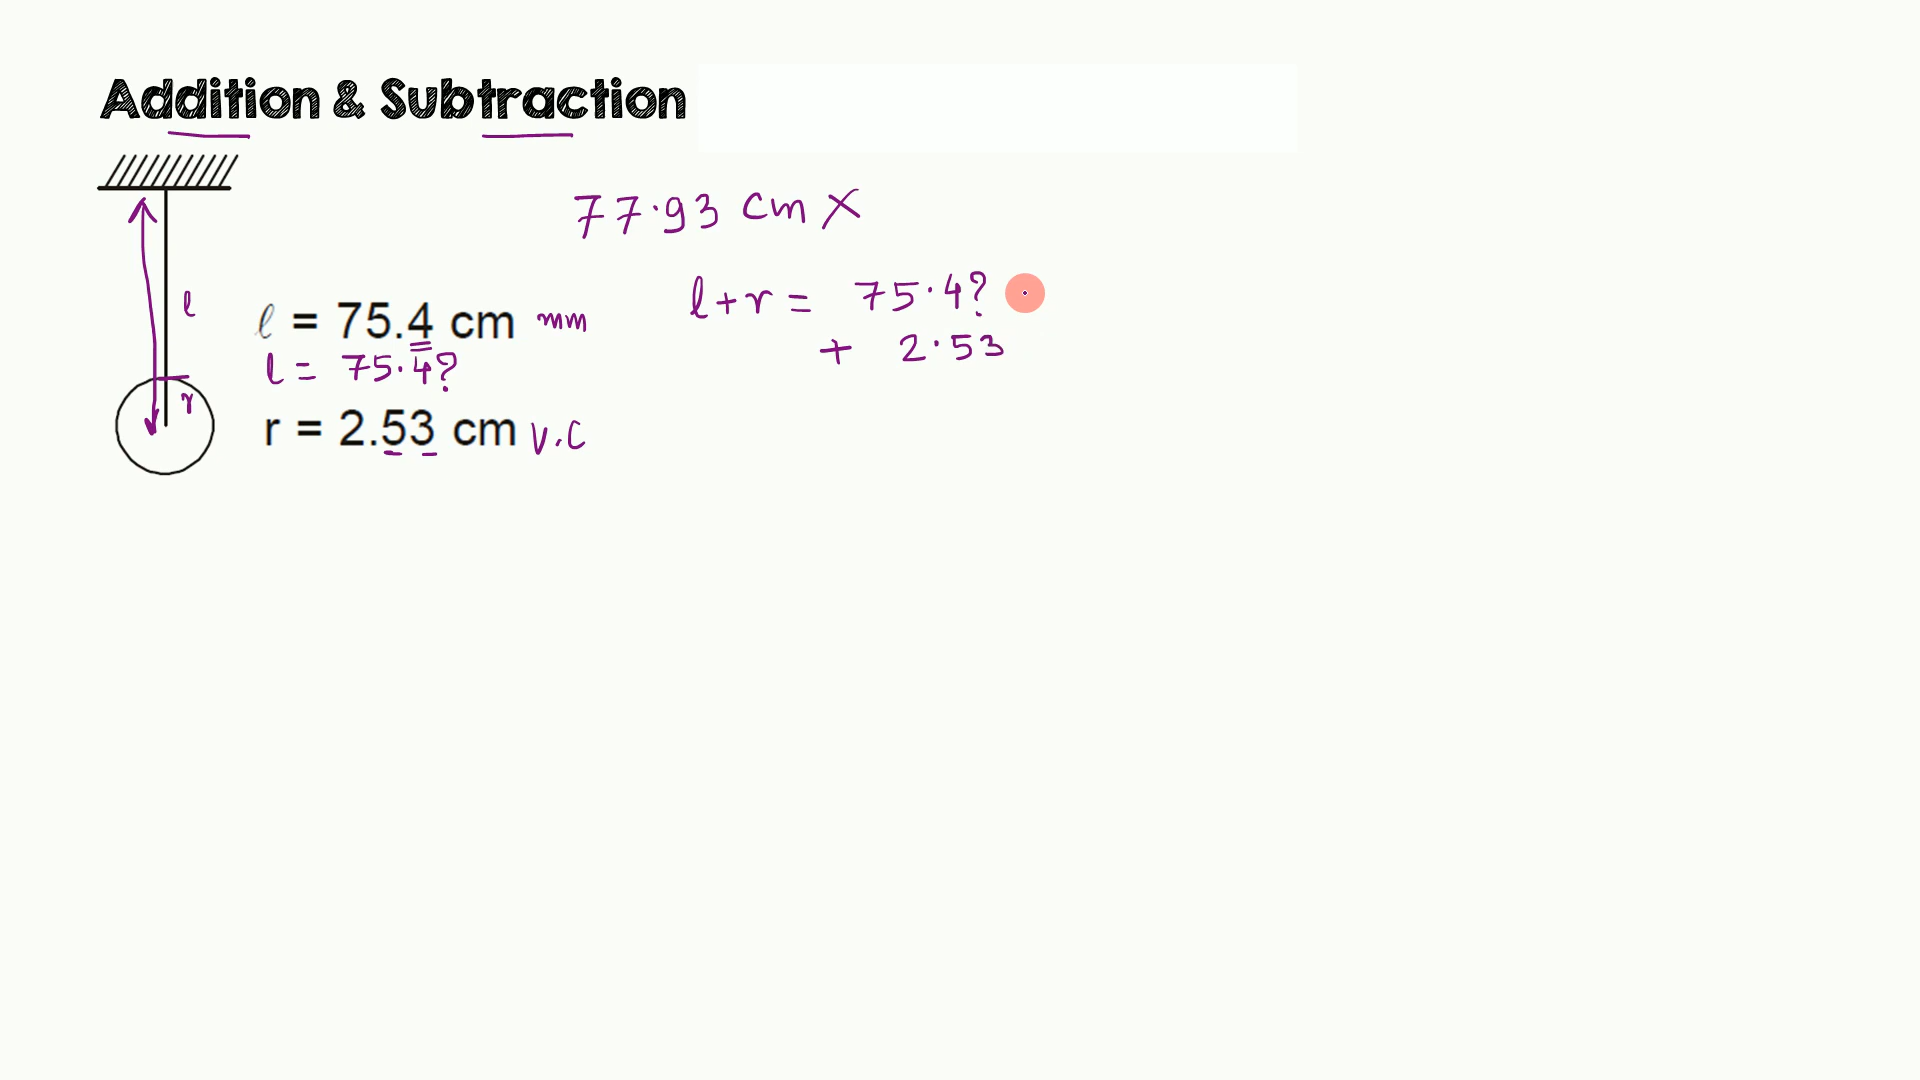 Addition & Subtraction
77.93 cm X
l
l + r = 75.4?
+ 2.53
ℓ = 75.4 cm mm
l = 75.4?
r
r = 2.53 cm V.C